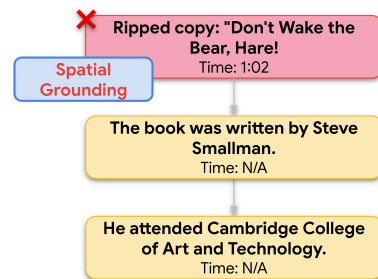 Ripped copy: "Don't Wake the
Bear, Hare!
Time: 1:02
Spatial
Grounding
The book was written by Steve
Smallman.
Time: N/A
He attended Cambridge College
of Art and Technology.
Time: N/A